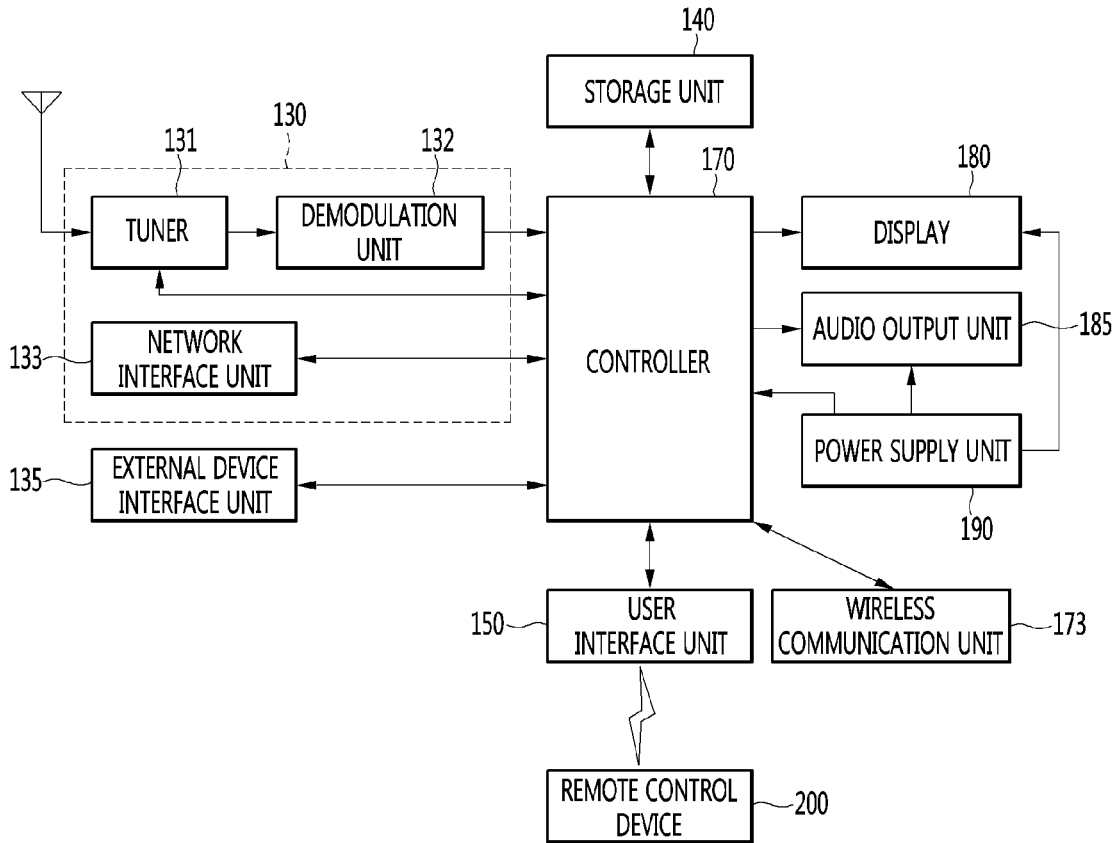 140
STORAGE UNIT
130
131
132
170
180
TUNER
DEMODULATION
UNIT
DISPLAY
133
NETWORK
INTERFACE UNIT
CONTROLLER
AUDIO OUTPUT UNIT
185
135
EXTERNAL DEVICE
INTERFACE UNIT
POWER SUPPLY UNIT
190
150
USER
INTERFACE UNIT
WIRELESS
COMMUNICATION UNIT
173
REMOTE CONTROL
DEVICE
200